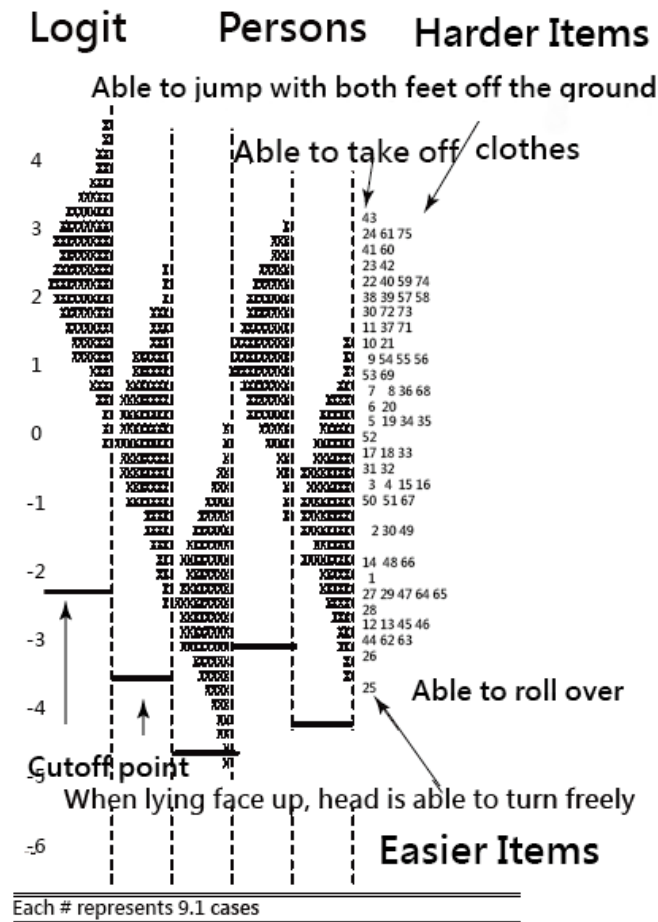 Logit Persons Harder Items
Able to jump with both feet off the ground
Able to take off clothes
4
3
2
1
0
-1
-2
-3
-4
-5
-6
43
24 61 75
41 60
23 42
22 40 59 74
38 39 57 58
30 72 73
11 37 71
10 21
9 54 55 56
53 69
7 8 36 68
6 20
5 19 34 35
52
17 18 33
31 32
3 4 15 16
50 51 67
2 30 49
14 48 66
1
27 29 47 64 65
28
12 13 45 46
44 62 63
26
25
Able to roll over
Cutoff point
When lying face up, head is able to turn freely
Easier Items
Each # represents 9.1 cases